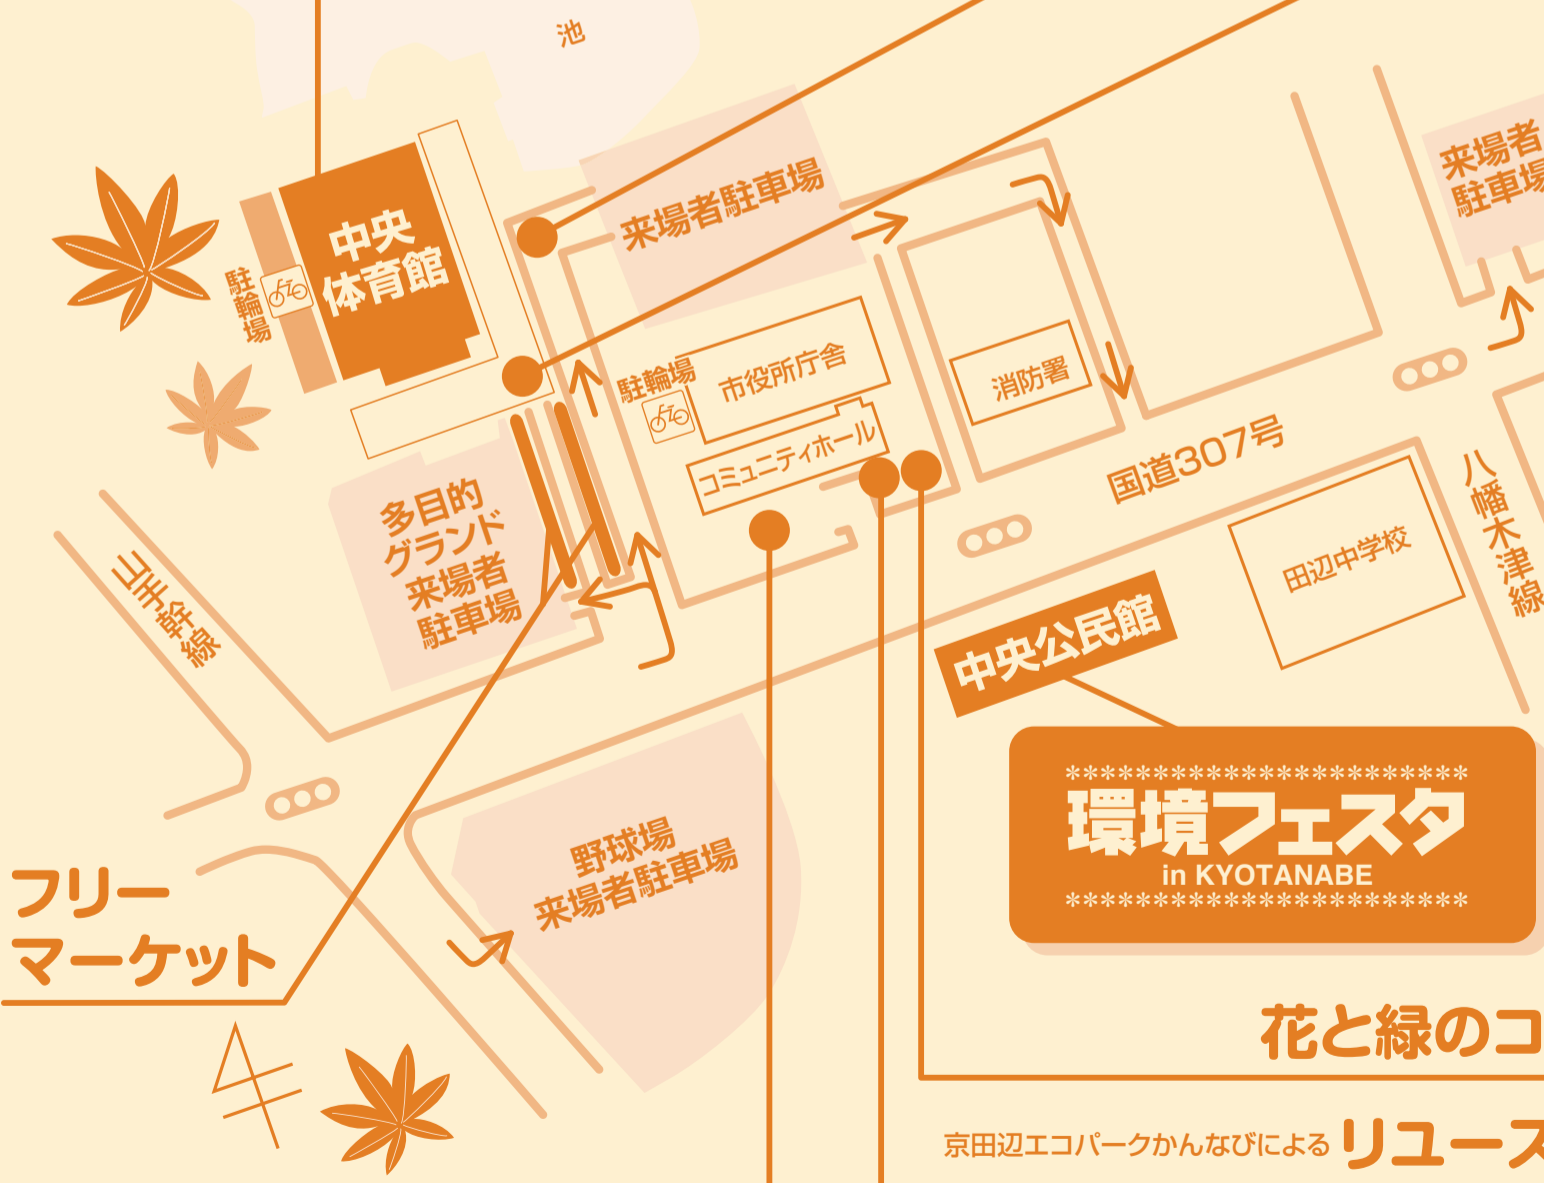 池
来場者駐車場
来場者
駐車場
中央
体育館
駐輪場
駐輪場
市役所庁舎
コミュニティホール
消防署
国道307号
八幡木津線
田辺中学校
多目的
グランド
来場者
駐車場
山手幹線
中央公民館
環境フェスタ
in KYOTANABE
野球場
来場者駐車場
フリー
マーケット
花と緑のコ
京田辺エコパークかんなびによる リユース